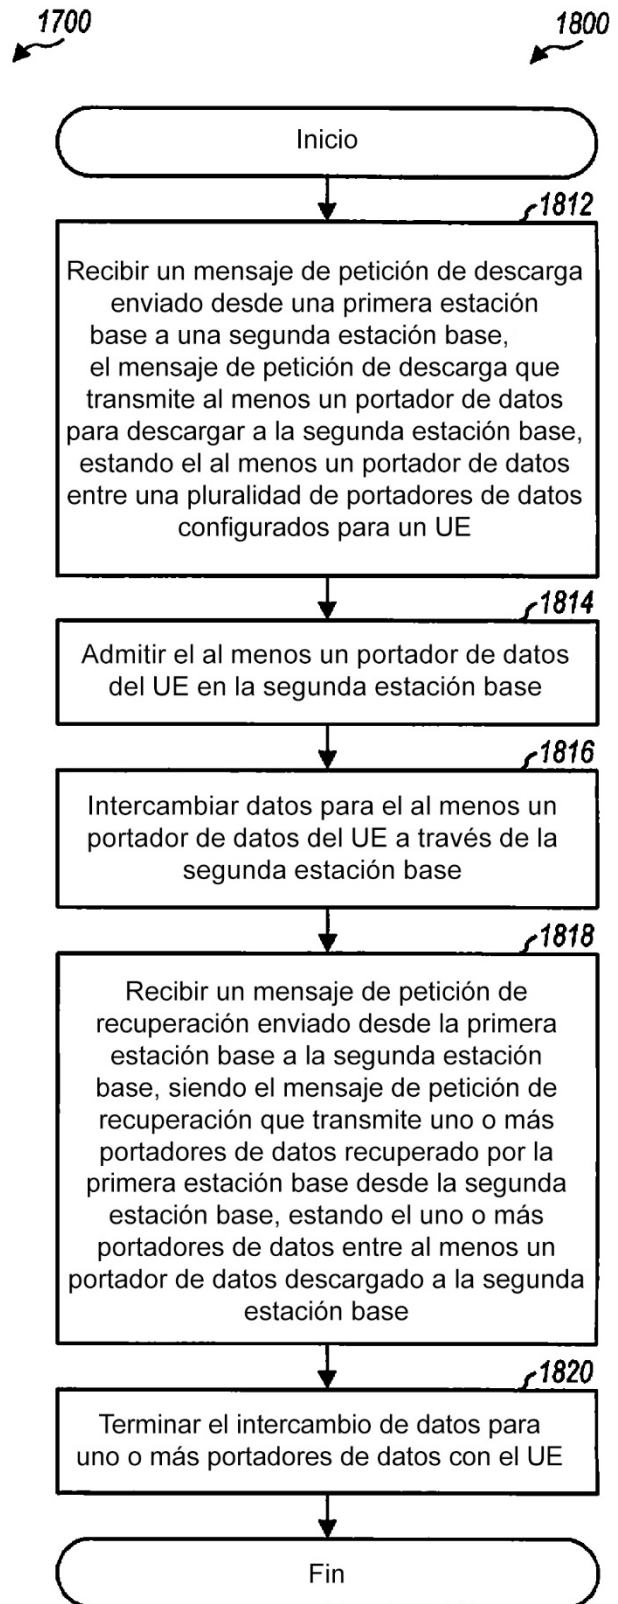 1700
1800
Inicio
1812
Recibir un mensaje de petición de descarga
enviado desde una primera estación
base a una segunda estación base,
el mensaje de petición de descarga que
transmite al menos un portador de datos
para descargar a la segunda estación base,
estando el al menos un portador de datos
entre una pluralidad de portadores de datos
configurados para un UE
1814
Admitir el al menos un portador de datos
del UE en la segunda estación base
1816
Intercambiar datos para el al menos un
portador de datos del UE a través de la
segunda estación base
1818
Recibir un mensaje de petición de
recuperación enviado desde la primera
estación base a la segunda estación
base, siendo el mensaje de petición de
recuperación que transmite uno o más
portadores de datos recuperado por la
primera estación base desde la segunda
estación base, estando el uno o más
portadores de datos entre al menos un
portador de datos descargado a la segunda
estación base
1820
Terminar el intercambio de datos para
uno o más portadores de datos con el UE
Fin